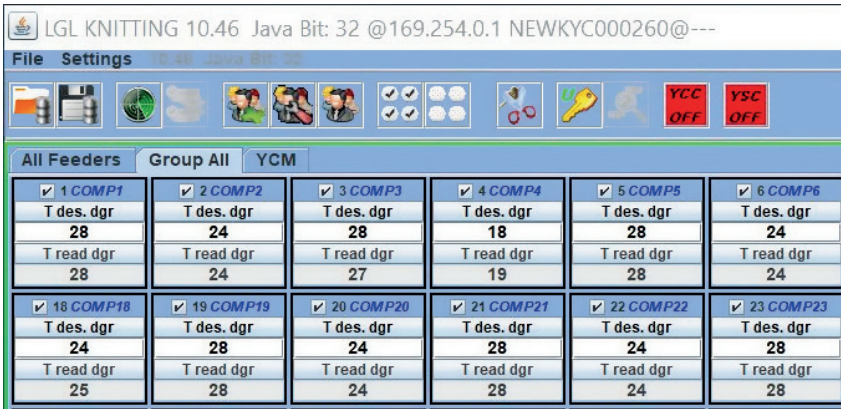 LGL KNITTING 10.46 Java Bit: 32 @169.254.0.1 NEWKYC000260@---
File Settings 10.46 Java Bit: 32
YCC OFF YSC OFF
U
All Feeders Group All YCM
1 COMP1 2 COMP2 3 COMP3 4 COMP4 5 COMP5 6 COMP6
T des. dgr T des. dgr T des. dgr T des. dgr T des. dgr T des. dgr
28 24 28 18 28 24
T read dgr T read dgr T read dgr T read dgr T read dgr T read dgr
28 24 27 19 28 24
18 COMP18 19 COMP19 20 COMP20 21 COMP21 22 COMP22 23 COMP23
T des. dgr T des. dgr T des. dgr T des. dgr T des. dgr T des. dgr
24 28 24 28 24 28
T read dgr T read dgr T read dgr T read dgr T read dgr T read dgr
25 28 24 28 24 28